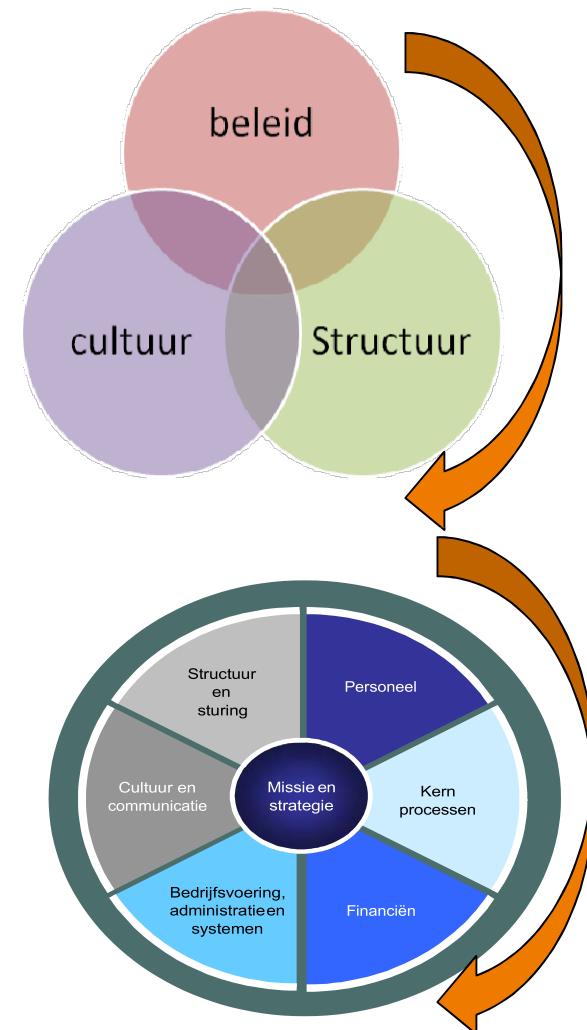 beleid
cultuur
Structuur
Structuur
en
sturing
Personeel
Cultuur en
communicatie
Missie en
strategie
Kern
processen
Bedrijfsvoering,
administratie en
systemen
Financiën